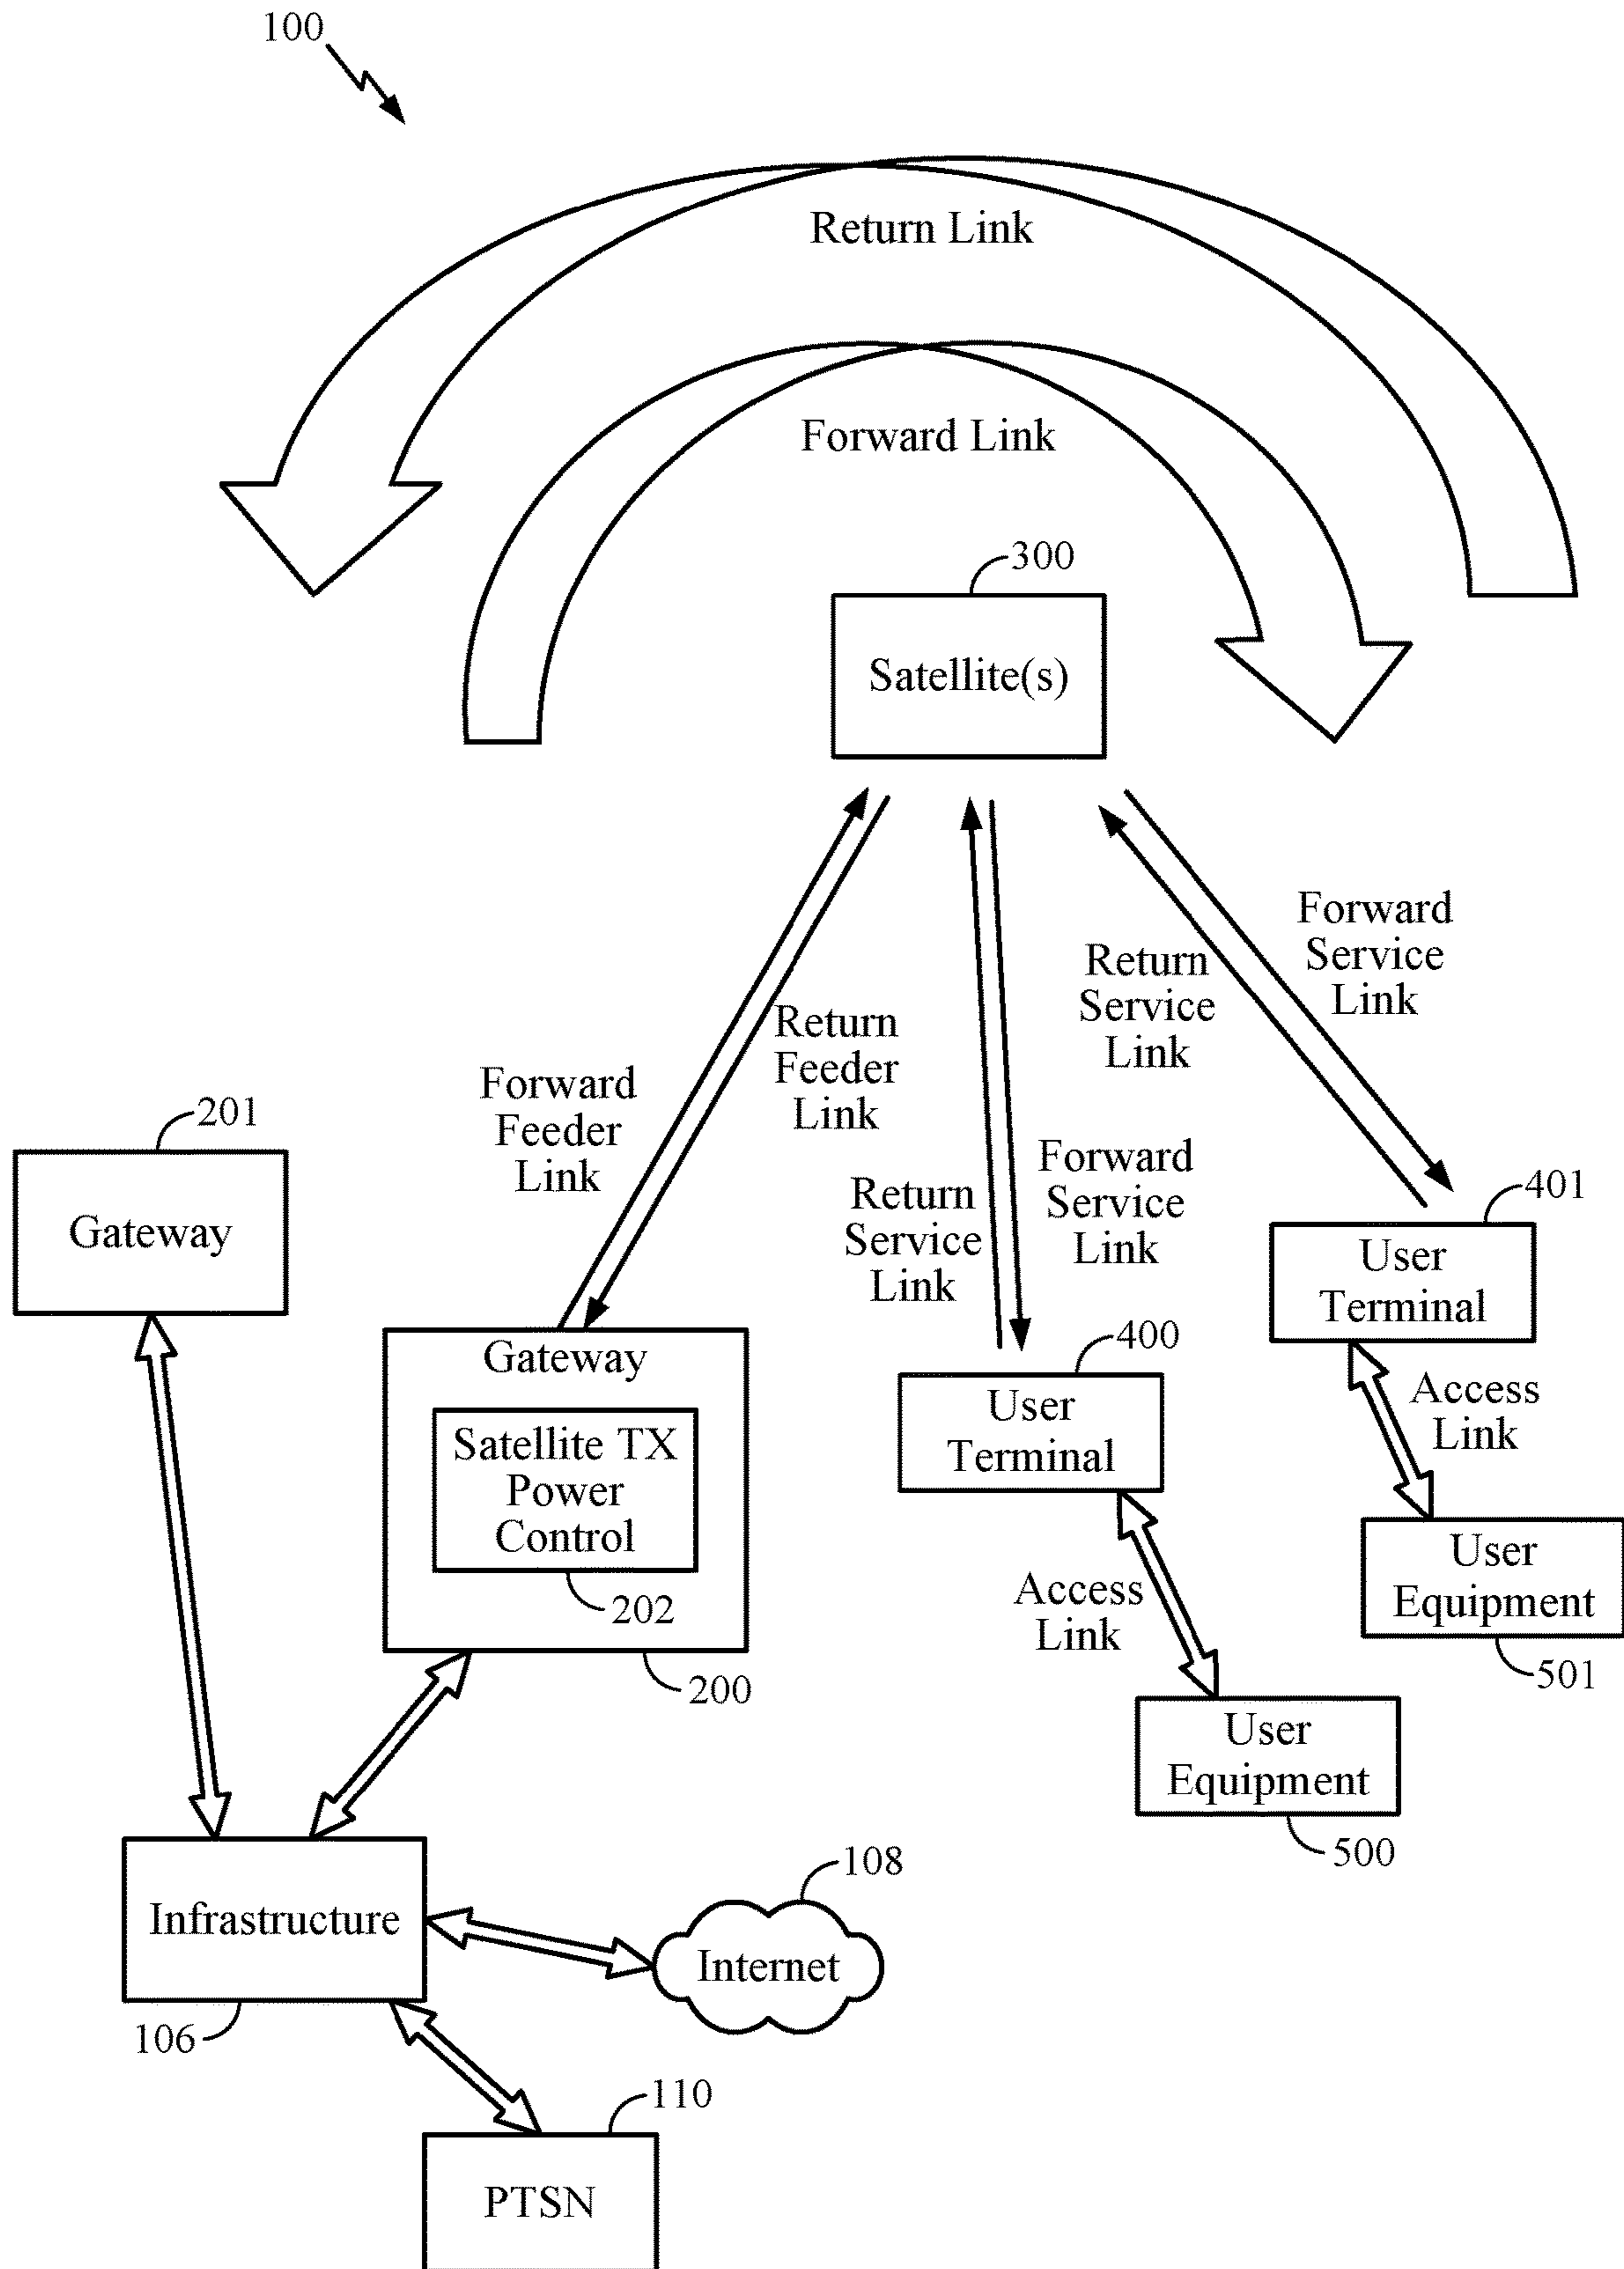 100
Return Link
Forward Link
300
Satellite(s)
Forward
Service
Link
Return
Service
Link
Return
Feeder
Link
Forward
Feeder
Link
Forward
Service
Link
Return
Service
Link
201
Gateway
401
User
Terminal
400
User
Terminal
Gateway
Satellite TX
Power
Control
202
200
Access
Link
Access
Link
User
Equipment
501
User
Equipment
500
Infrastructure
106
108
Internet
110
PTSN